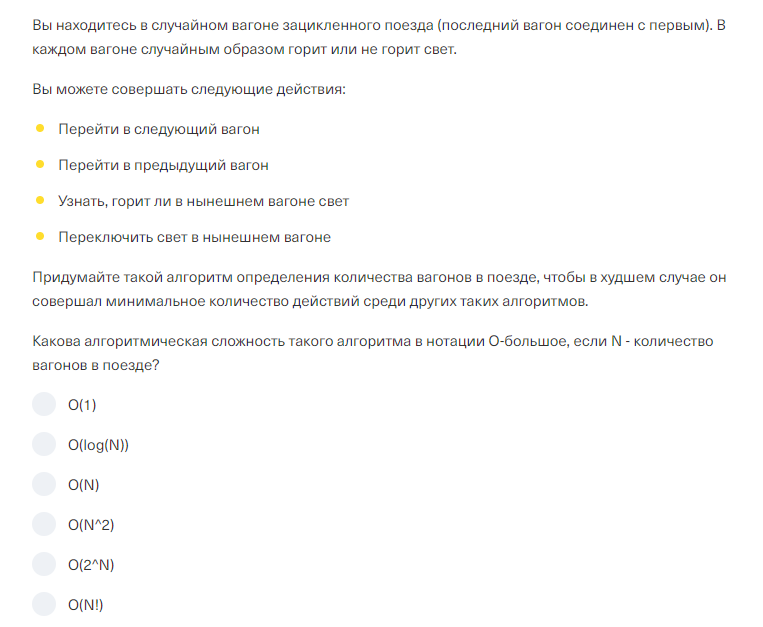 Вы находитесь в случайном вагоне зацикленного поезда (последний вагон соединен с первым). В
каждом вагоне случайным образом горит или не горит свет.
Вы можете совершать следующие действия:
Перейти в следующий вагон
Перейти в предыдущий вагон
Узнать, горит ли в нынешнем вагоне свет
Переключить свет в нынешнем вагоне
Придумайте такой алгоритм определения количества вагонов в поезде, чтобы в худшем случае он
совершал минимальное количество действий среди других таких алгоритмов.
Какова алгоритмическая сложность такого алгоритма в нотации О-большое, если N - количество
вагонов в поезде?
O(1)
O(log(N))
O(N)
O(N^2)
O(2^N)
O(N!)